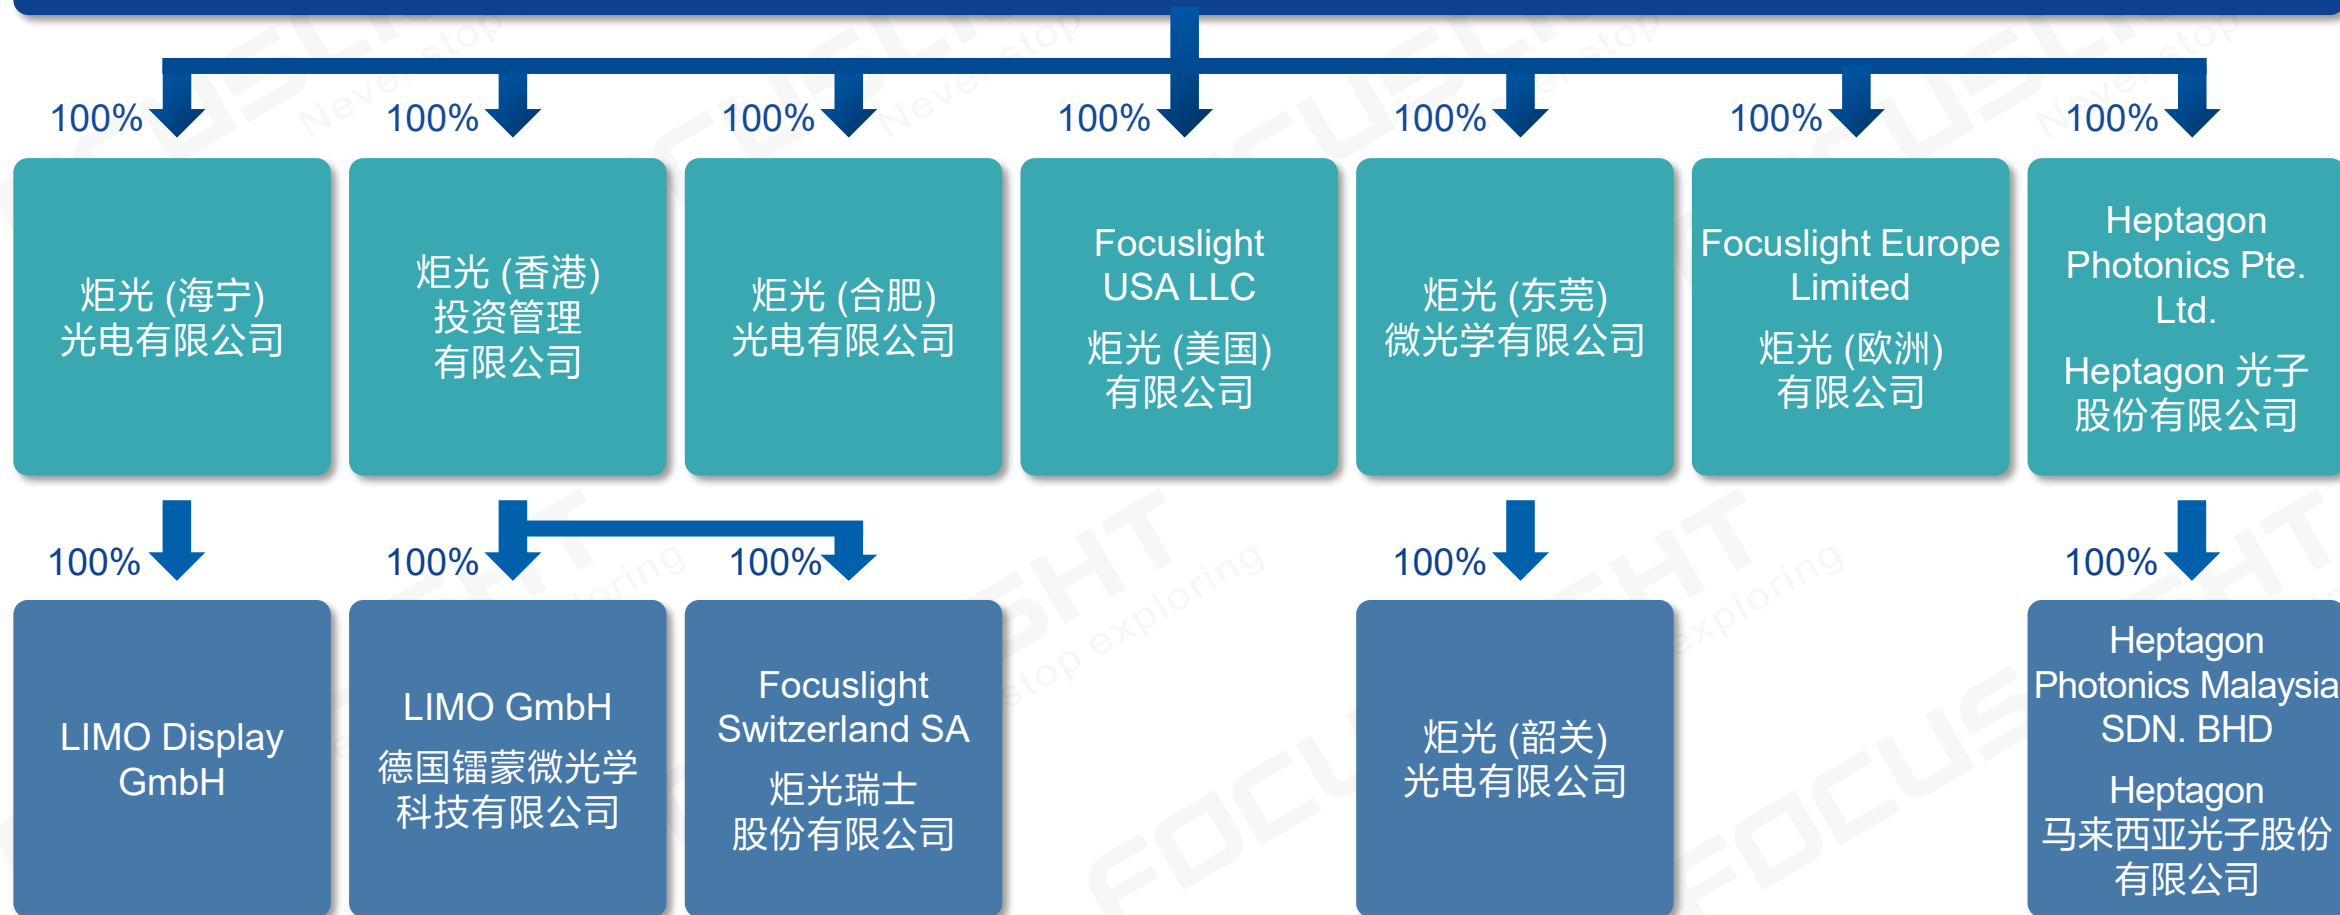 100%
100%
100%
100%
100%
100%
100%
炬光 (海宁)
光电有限公司
炬光 (香港)
投资管理
有限公司
炬光 (合肥)
光电有限公司
Focuslight
USA LLC
炬光 (美国)
有限公司
炬光 (东莞)
微光学有限公司
Focuslight Europe
Limited
炬光 (欧洲)
有限公司
Heptagon
Photonics Pte.
Ltd.
Heptagon 光子
股份有限公司
100%
100%
100%
100%
100%
LIMO Display
GmbH
LIMO GmbH
德国镭蒙微光学
科技有限公司
Focuslight
Switzerland SA
炬光瑞士
股份有限公司
炬光 (韶关)
光电有限公司
Heptagon
Photonics Malaysia
SDN. BHD
Heptagon
马来西亚光子股份
有限公司